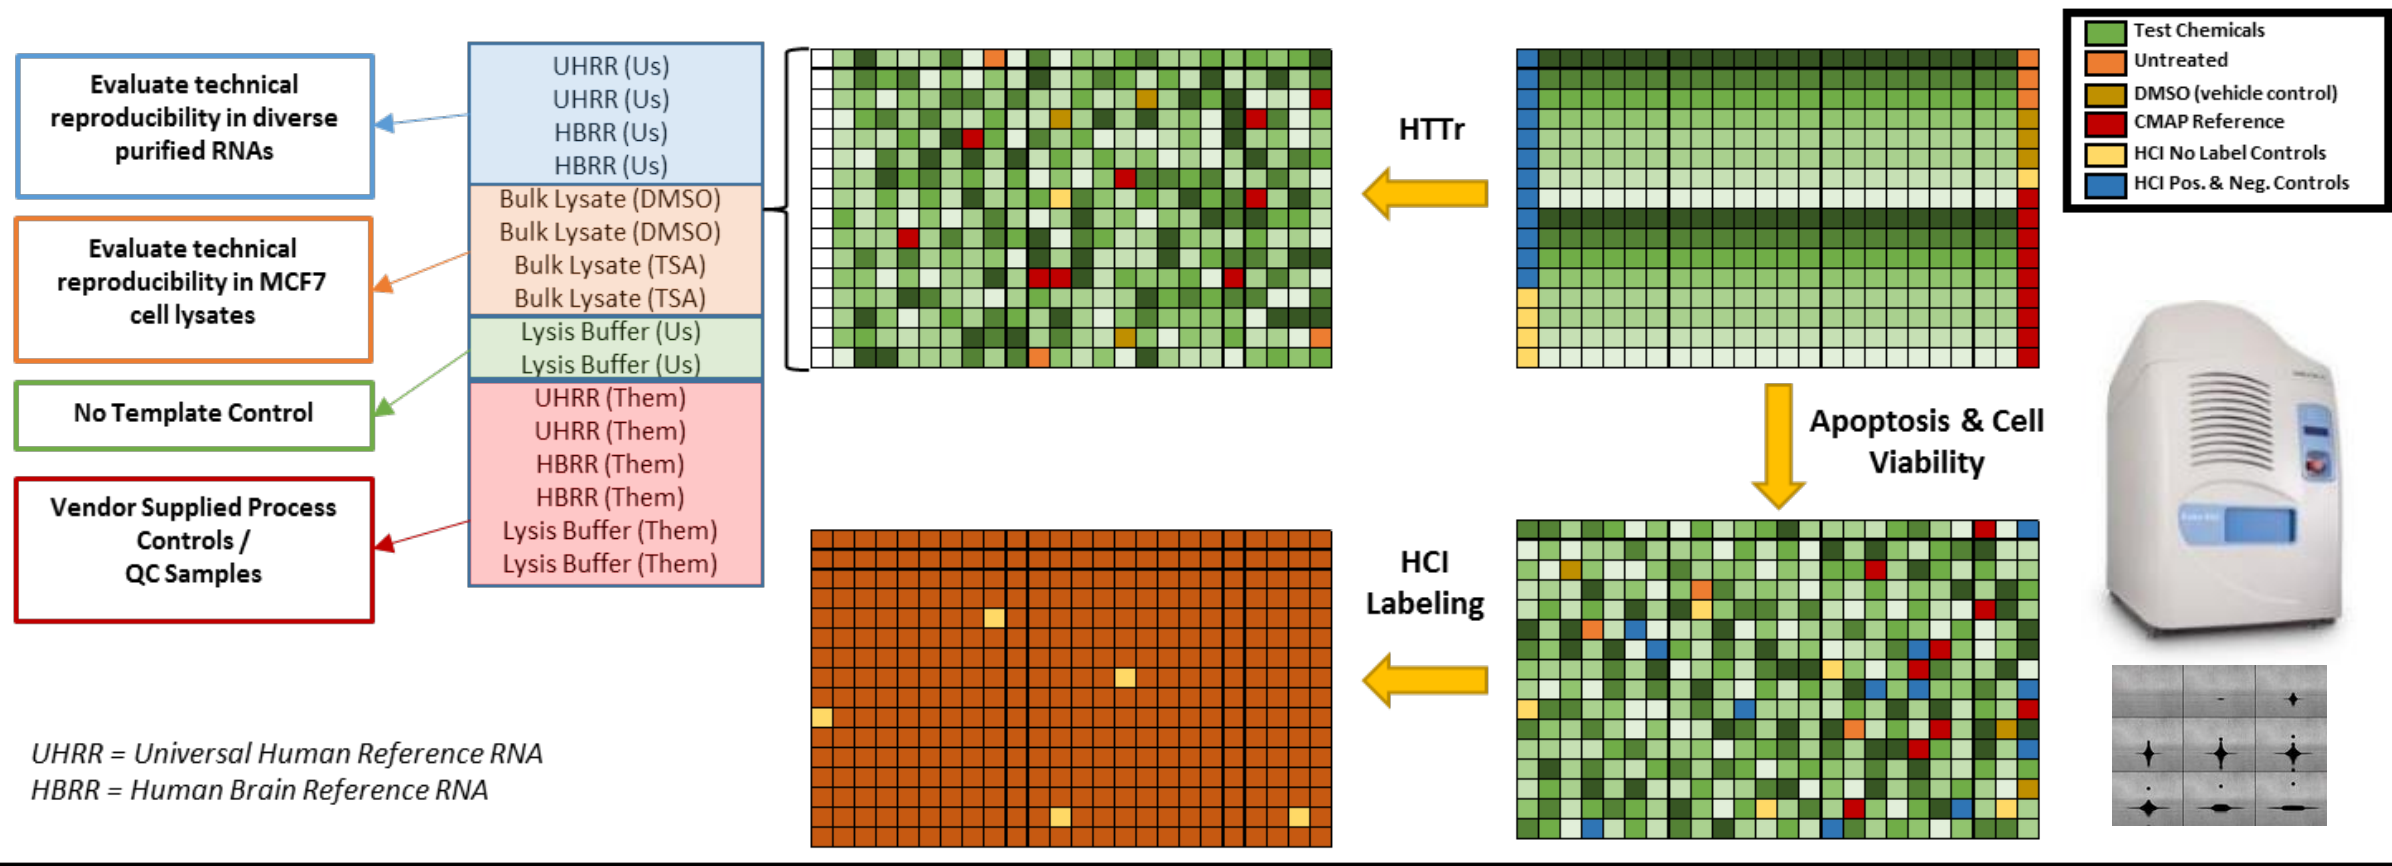 Evaluate technical
reproducibility in diverse
purified RNAs
Evaluate technical
reproducibility in MCF7
cell lysates
No Template Control
Vendor Supplied Process
Controls /
QC Samples
UHRR (Us)
UHRR (Us)
HBRR (Us)
HBRR (Us)
Bulk Lysate (DMSO)
Bulk Lysate (DMSO)
Bulk Lysate (TSA)
Bulk Lysate (TSA)
Lysis Buffer (Us)
Lysis Buffer (Us)
UHRR (Them)
UHRR (Them)
HBRR (Them)
HBRR (Them)
Lysis Buffer (Them)
Lysis Buffer (Them)
HTTr
Apoptosis & Cell
Viability
HCI
Labeling
Test Chemicals
Untreated
DMSO (vehicle control)
CMAP Reference
HCI No Label Controls
HCI Pos. & Neg. Controls
UHRR = Universal Human Reference RNA
HBRR = Human Brain Reference RNA